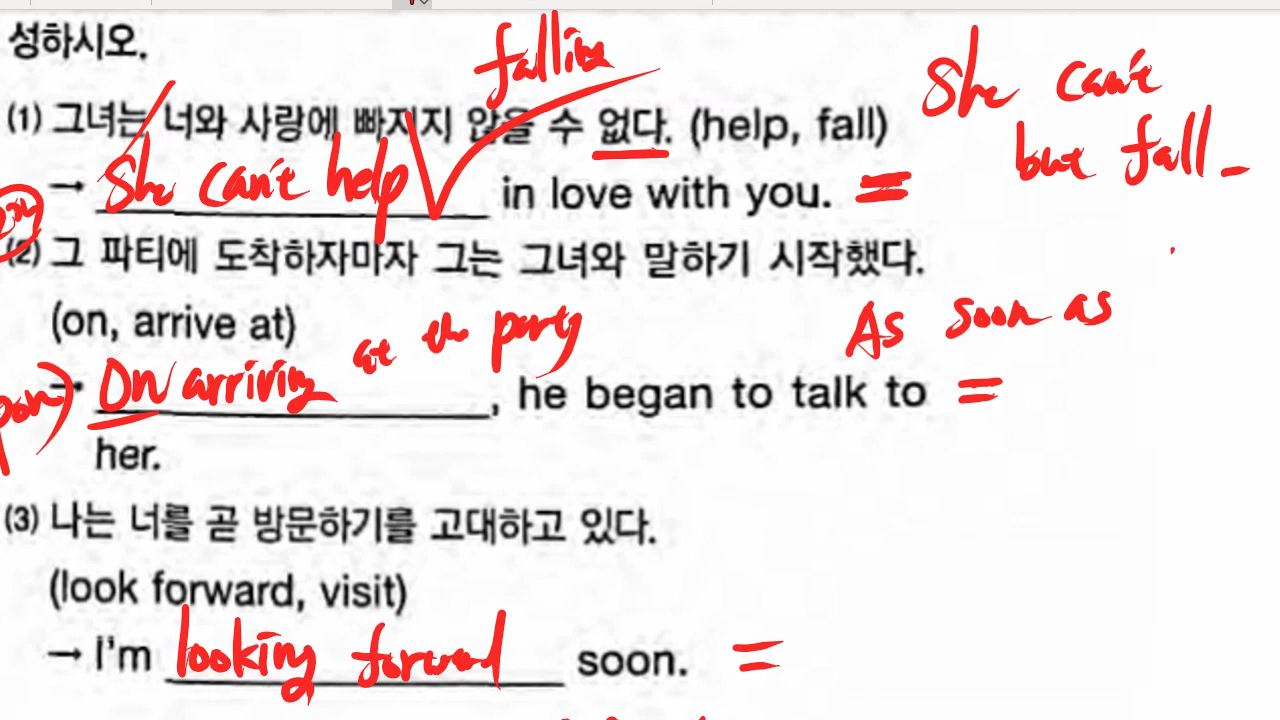 성하시오.
falling
(1) 그녀는 너와 사랑에 빠지지 않을 수 없다. (help, fall)
She can't
but fall
→ She can't help in love with you. =
(2) 그 파티에 도착하자마자 그는 그녀와 말하기 시작했다.
(on, arrive at)
at the party
As soon as
→ On arriving , he began to talk to =
her.
(3) 나는 너를 곧 방문하기를 고대하고 있다.
(look forward, visit)
→ I'm looking forward soon. =